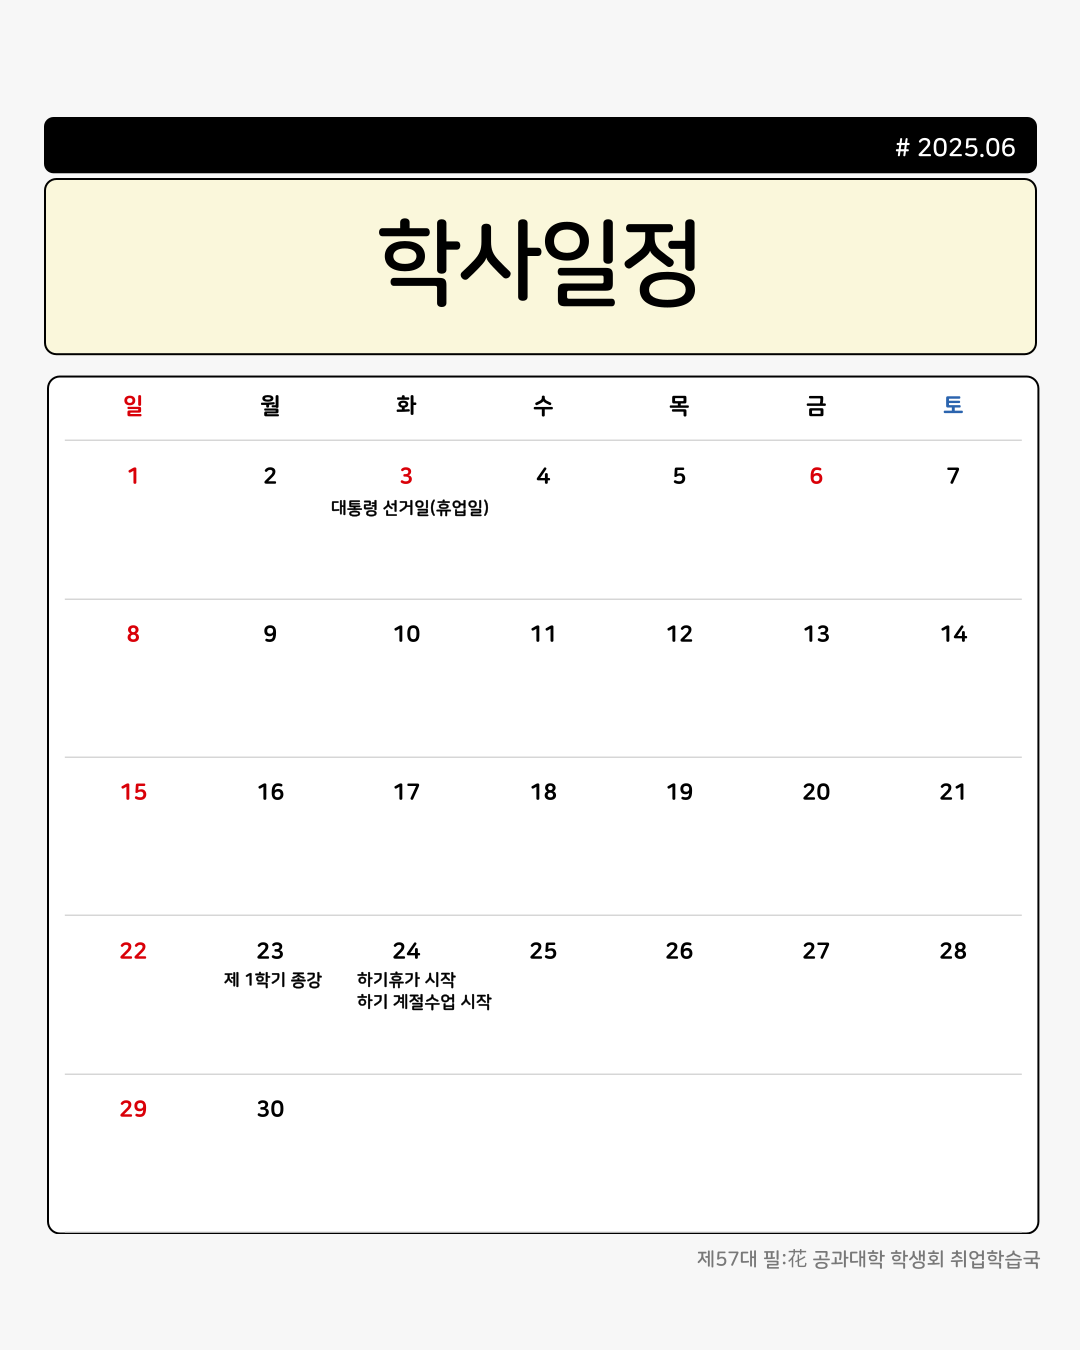 # 2025.06
학사일정
일 월 화 수 목 금 토
1 2 3 4 5 6 7
대통령 선거일(휴업일)
8 9 10 11 12 13 14
15 16 17 18 19 20 21
22 23 24 25 26 27 28
제 1학기 종강 하기휴가 시작
하기 계절수업 시작
29 30
제57대 필:花 공과대학 학생회 취업학습국